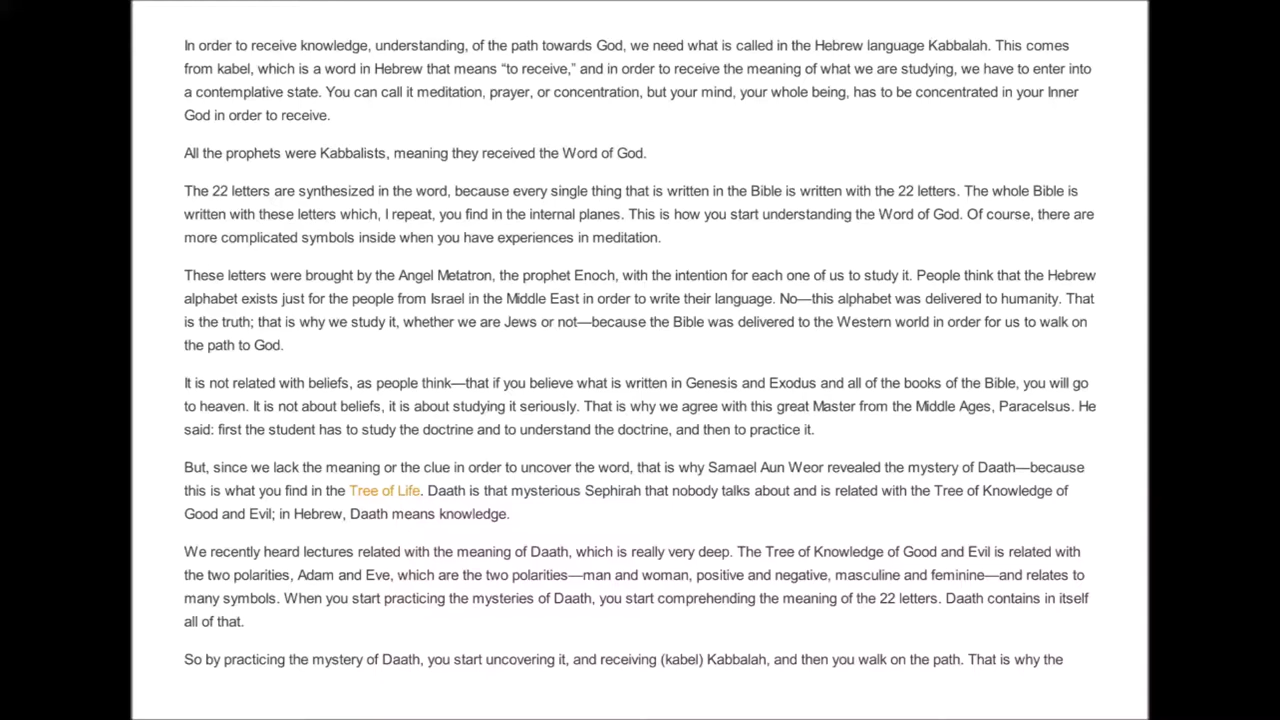 In order to receive knowledge, understanding, of the path towards God, we need what is called in the Hebrew language Kabbalah. This comes
from kabel, which is a word in Hebrew that means “to receive,” and in order to receive the meaning of what we are studying, we have to enter into
a contemplative state. You can call it meditation, prayer, or concentration, but your mind, your whole being, has to be concentrated in your Inner
God in order to receive.
All the prophets were Kabbalists, meaning they received the Word of God.
The 22 letters are synthesized in the word, because every single thing that is written in the Bible is written with the 22 letters. The whole Bible is
written with these letters which, I repeat, you find in the internal planes. This is how you start understanding the Word of God. Of course, there are
more complicated symbols inside when you have experiences in meditation.
These letters were brought by the Angel Metatron, the prophet Enoch, with the intention for each one of us to study it. People think that the Hebrew
alphabet exists just for the people from Israel in the Middle East in order to write their language. No—this alphabet was delivered to humanity. That
is the truth; that is why we study it, whether we are Jews or not—because the Bible was delivered to the Western world in order for us to walk on
the path to God.
It is not related with beliefs, as people think—that if you believe what is written in Genesis and Exodus and all of the books of the Bible, you will go
to heaven. It is not about beliefs, it is about studying it seriously. That is why we agree with this great Master from the Middle Ages, Paracelsus. He
said: first the student has to study the doctrine and to understand the doctrine, and then to practice it.
But, since we lack the meaning or the clue in order to uncover the word, that is why Samael Aun Weor revealed the mystery of Daath—because
this is what you find in the Tree of Life. Daath is that mysterious Sephirah that nobody talks about and is related with the Tree of Knowledge of
Good and Evil; in Hebrew, Daath means knowledge.
We recently heard lectures related with the meaning of Daath, which is really very deep. The Tree of Knowledge of Good and Evil is related with
the two polarities, Adam and Eve, which are the two polarities—man and woman, positive and negative, masculine and feminine—and relates to
many symbols. When you start practicing the mysteries of Daath, you start comprehending the meaning of the 22 letters. Daath contains in itself
all of that.
So by practicing the mystery of Daath, you start uncovering it, and receiving (kabel) Kabbalah, and then you walk on the path. That is why the